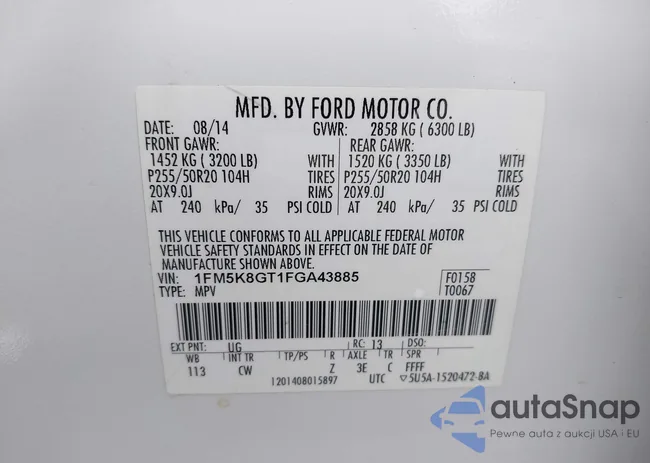 MFD. BY FORD MOTOR CO.
DATE: 08/14 GVWR: 2858 KG ( 6300 LB)
FRONT GAWR: REAR GAWR:
1452 KG ( 3200 LB) WITH 1520 KG ( 3350 LB) WITH
P255/50R20 104H TIRES P255/50R20 104H TIRES
20X9.0J RIMS 20X9.0J RIMS
AT 240 kPa/ 35 PSI COLD AT 240 kPa/ 35 PSI COLD
THIS VEHICLE CONFORMS TO ALL APPLICABLE FEDERAL MOTOR
VEHICLE SAFETY STANDARDS IN EFFECT ON THE DATE OF
MANUFACTURE SHOWN ABOVE.
VIN: 1FM5K8GT1FGA43885 F0158
TYPE: MPV T0067
EXT PNT: UG RC: 13 DSO:
WB INT TR TP/PS R AXLE TR SPR
113 CW Z 3E C FFFF
1201408015897 UTC ▽5U5A-1520472-BA
autaSnap
Pewne auta z aukcji USA i EU